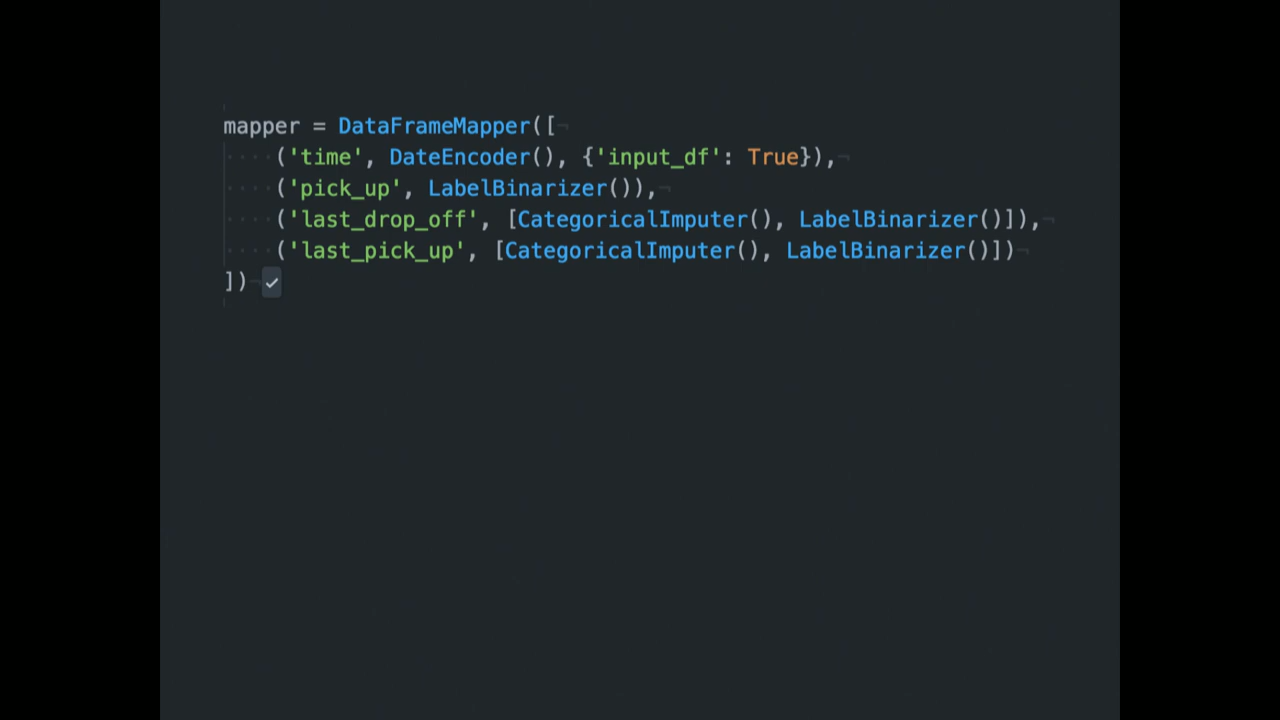 mapper = DataFrameMapper([
    ('time', DateEncoder(), {'input_df': True}),
    ('pick_up', LabelBinarizer()),
    ('last_drop_off', [CategoricalImputer(), LabelBinarizer()]),
    ('last_pick_up', [CategoricalImputer(), LabelBinarizer()])
])